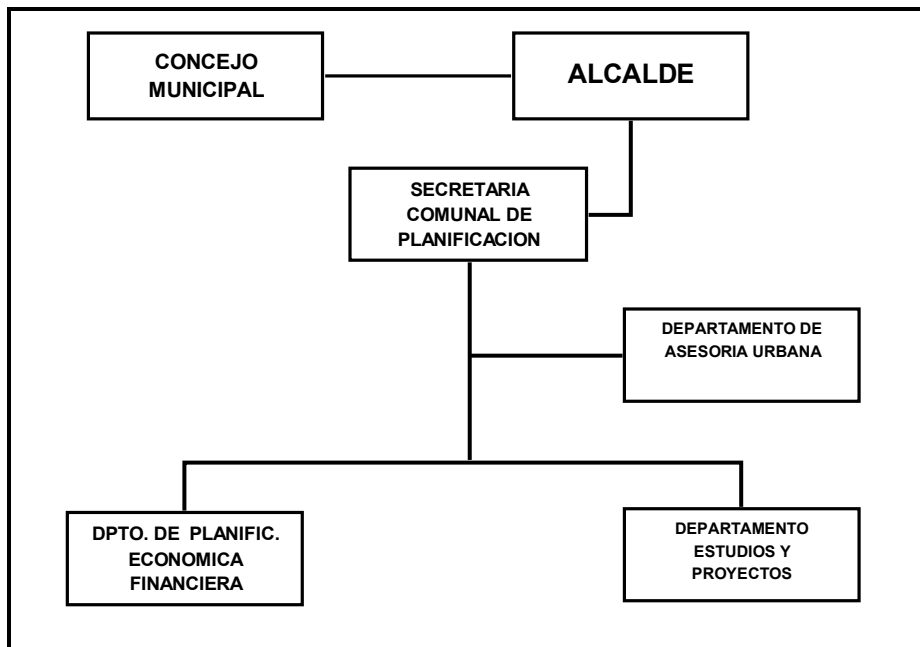 CONCEJO
MUNICIPAL
ALCALDE
SECRETARIA
COMUNAL DE
PLANIFICACION
DEPARTAMENTO DE
ASESORIA URBANA
DPTO. DE PLANIFIC.
ECONOMICA
FINANCIERA
DEPARTAMENTO
ESTUDIOS Y
PROYECTOS